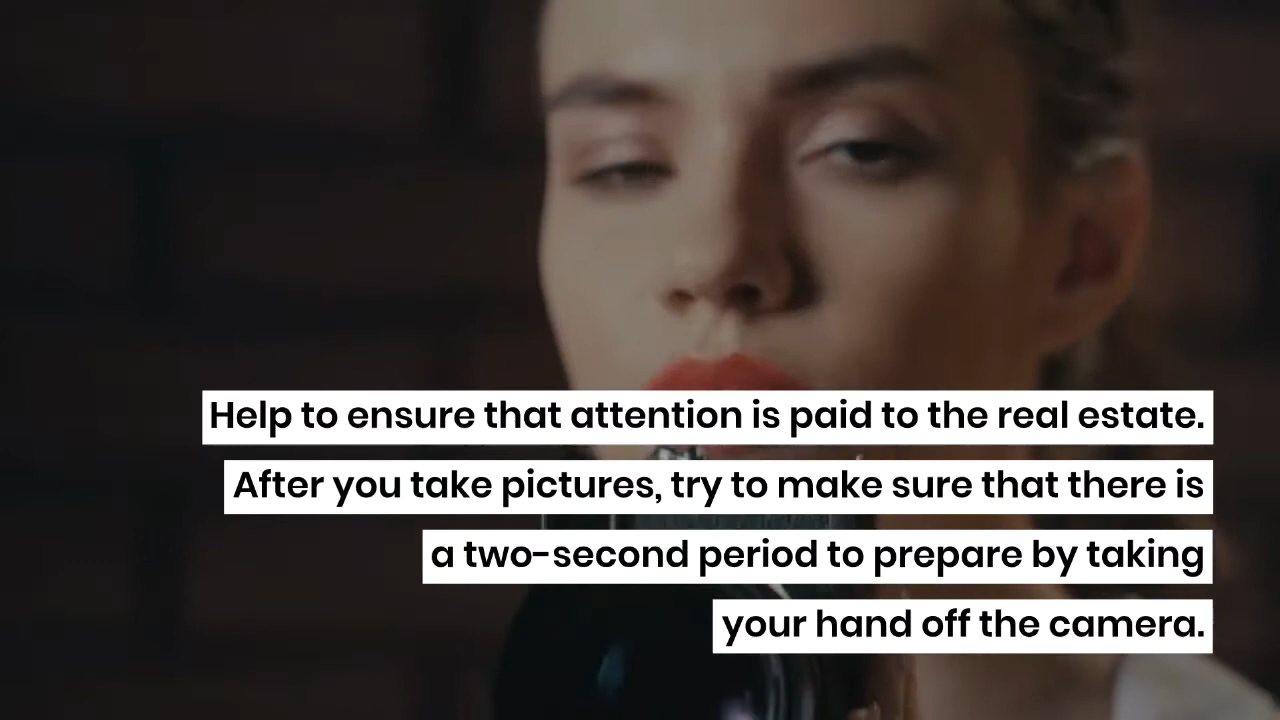 Help to ensure that attention is paid to the real estate.
After you take pictures, try to make sure that there is
a two-second period to prepare by taking
your hand off the camera.